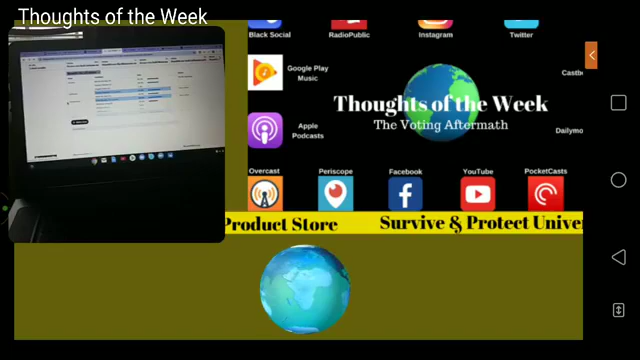 Thoughts of the Week
Black Social
RadioPublic
Instagram
Twitter
Google Play
Music
Castb
Thoughts of the Week
The Voting Aftermath
Apple
Podcasts
Dailymo
Overcast
Periscope
Facebook
YouTube
PocketCasts
Product Store
Survive & Protect Univer